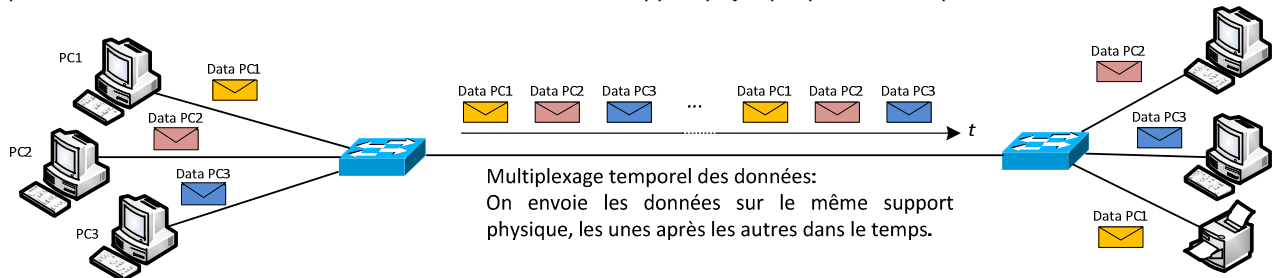 PC1
Data PC1
Data PC2
PC2
Data PC3
PC3
Data PC1 Data PC2 Data PC3 ... Data PC1 Data PC2 Data PC3
t
Multiplexage temporel des données:
On envoie les données sur le même support
physique, les unes après les autres dans le temps.
Data PC2
Data PC3
Data PC1